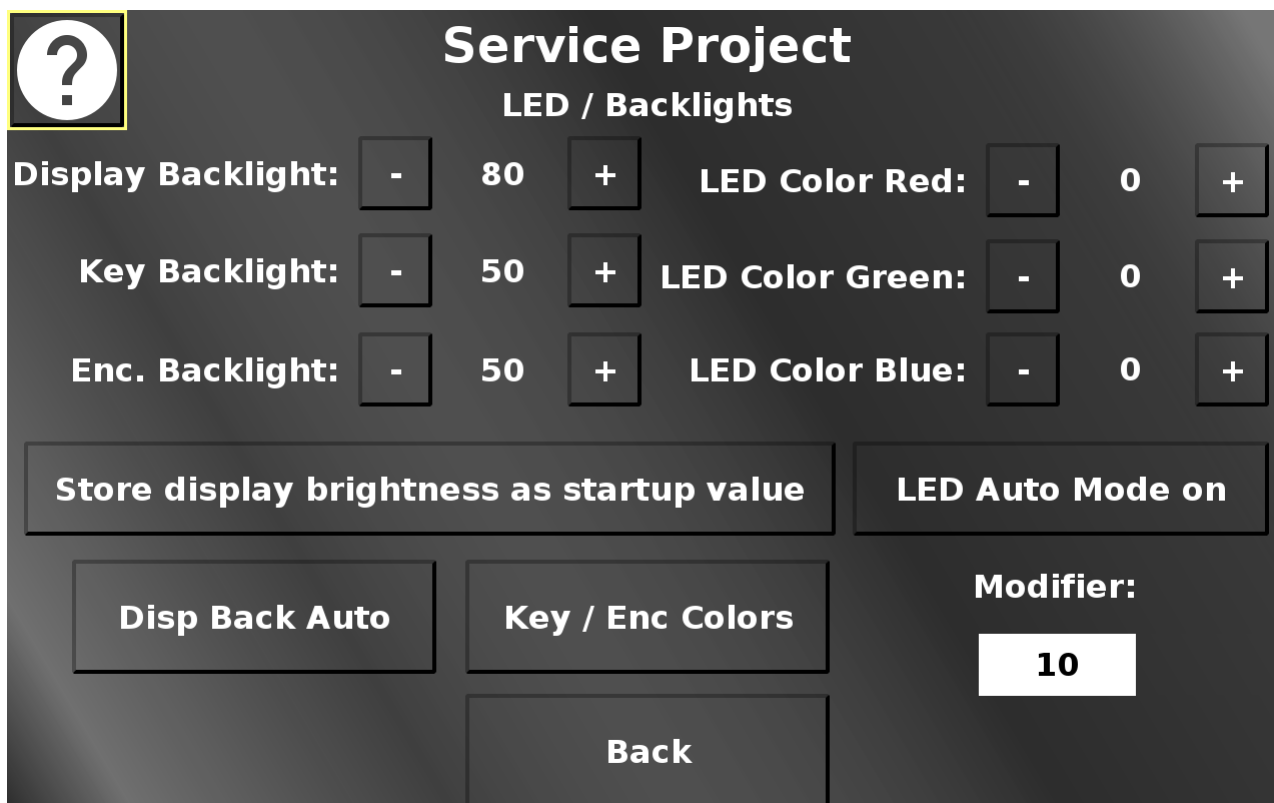 ?
Service Project
LED / Backlights
Display Backlight: - 80 + LED Color Red: - 0 +
Key Backlight: - 50 + LED Color Green: - 0 +
Enc. Backlight: - 50 + LED Color Blue: - 0 +
Store display brightness as startup value LED Auto Mode on
Disp Back Auto Key / Enc Colors Modifier:
10
Back